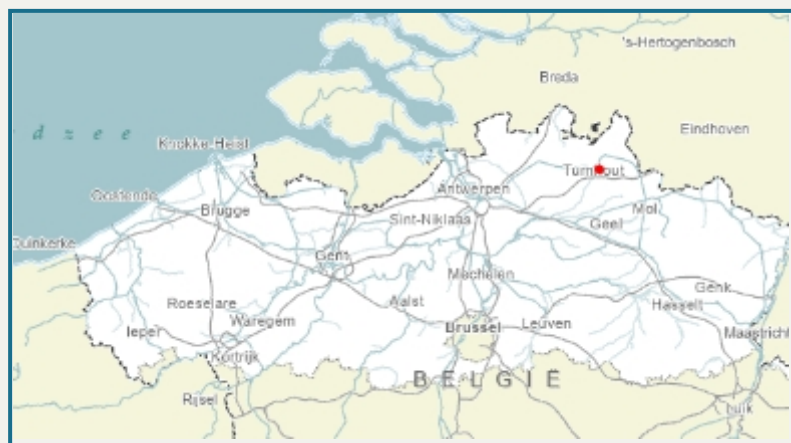 's-Hertogenbosch
Breda
d z e e
Eindhoven
Knokke-Heist
Turnhout
Oostende
Antwerpen
Brugge
Sint-Niklaas
Mol
Geel
Duinkerke
Gent
Mechelen
Genk
Roeselare
Aalst
Hasselt
Ieper
Waregem
Brussel
Leuven
Maastricht
Kortrijk
BELGIË
Rijsel
Luik